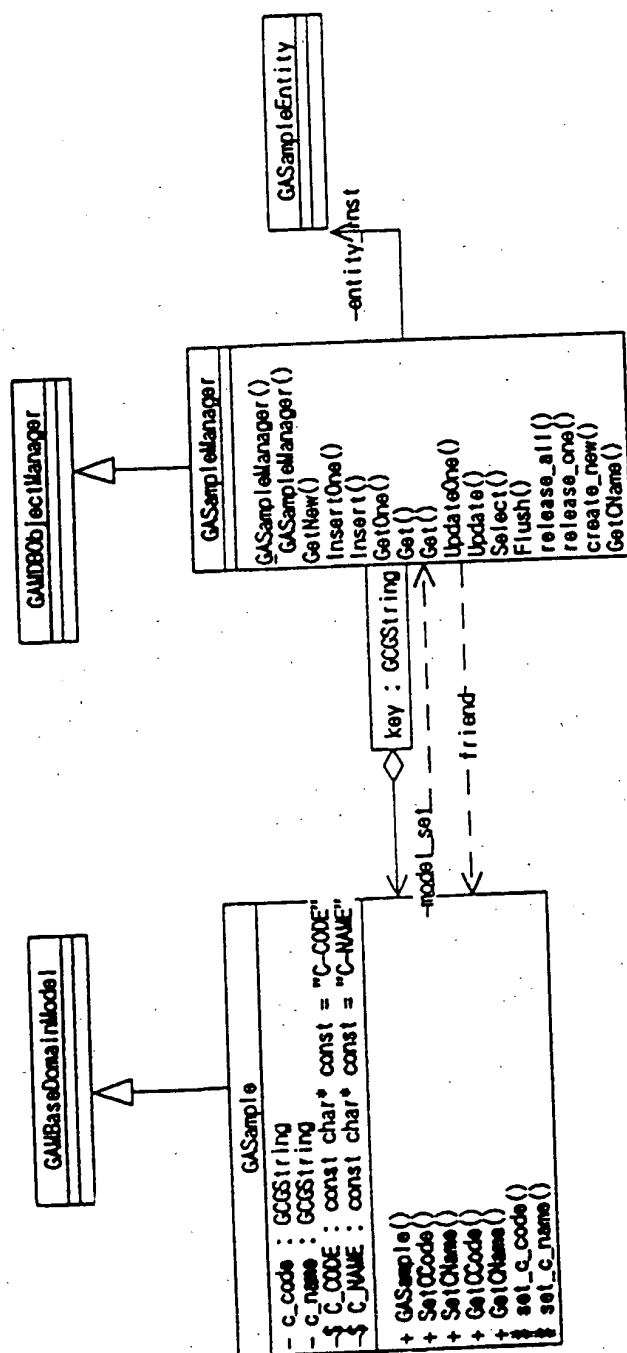 GAMBaseDomainModel
GASample
- c_code : GCGString
- c_name : GCGString
$ C_CODE : const char* const = "C-CODE"
$ C_NAME : const char* const = "C-NAME"
+ GASample()
+ SetCCode()
+ SetCName()
+ GetCCode()
+ GetCName()
# set_c_code()
# set_c_name()
-model_set
friend
key : GCGString
GAMDBObjectManager
GASampleManager
GASampleManager()
GASampleManager()
GetNew()
InsertOne()
Insert()
GetOne()
Get()
Get()
UpdateOne()
Update()
Select()
Flush()
release_all()
release_one()
create_new()
GetCName()
-entity_inst
GASampleEntity